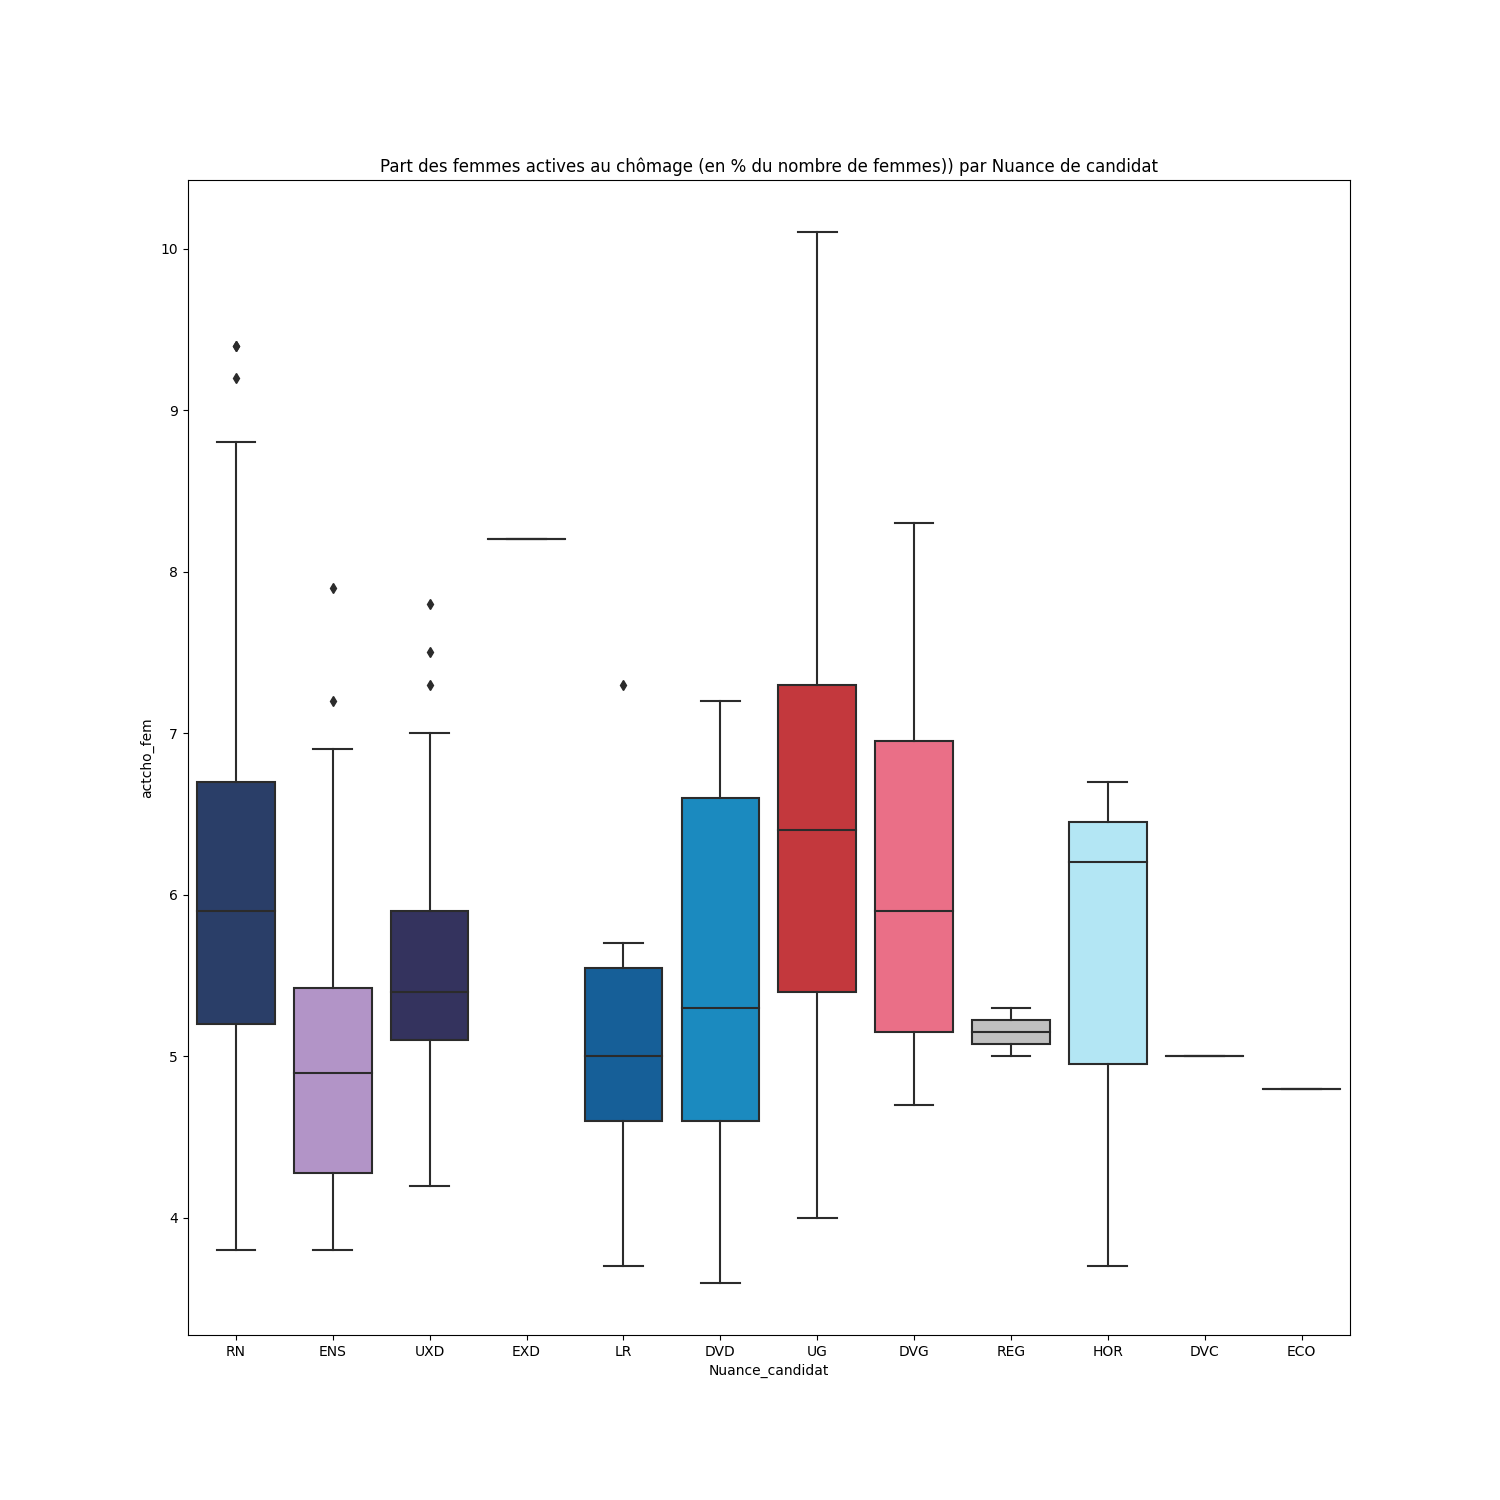 Part des femmes actives au chômage (en % du nombre de femmes)) par Nuance de candidat
10
9
8
7
6
5
4
actcho_fem
RN ENS UXD EXD LR DVD UG DVG REG HOR DVC ECO
Nuance_candidat